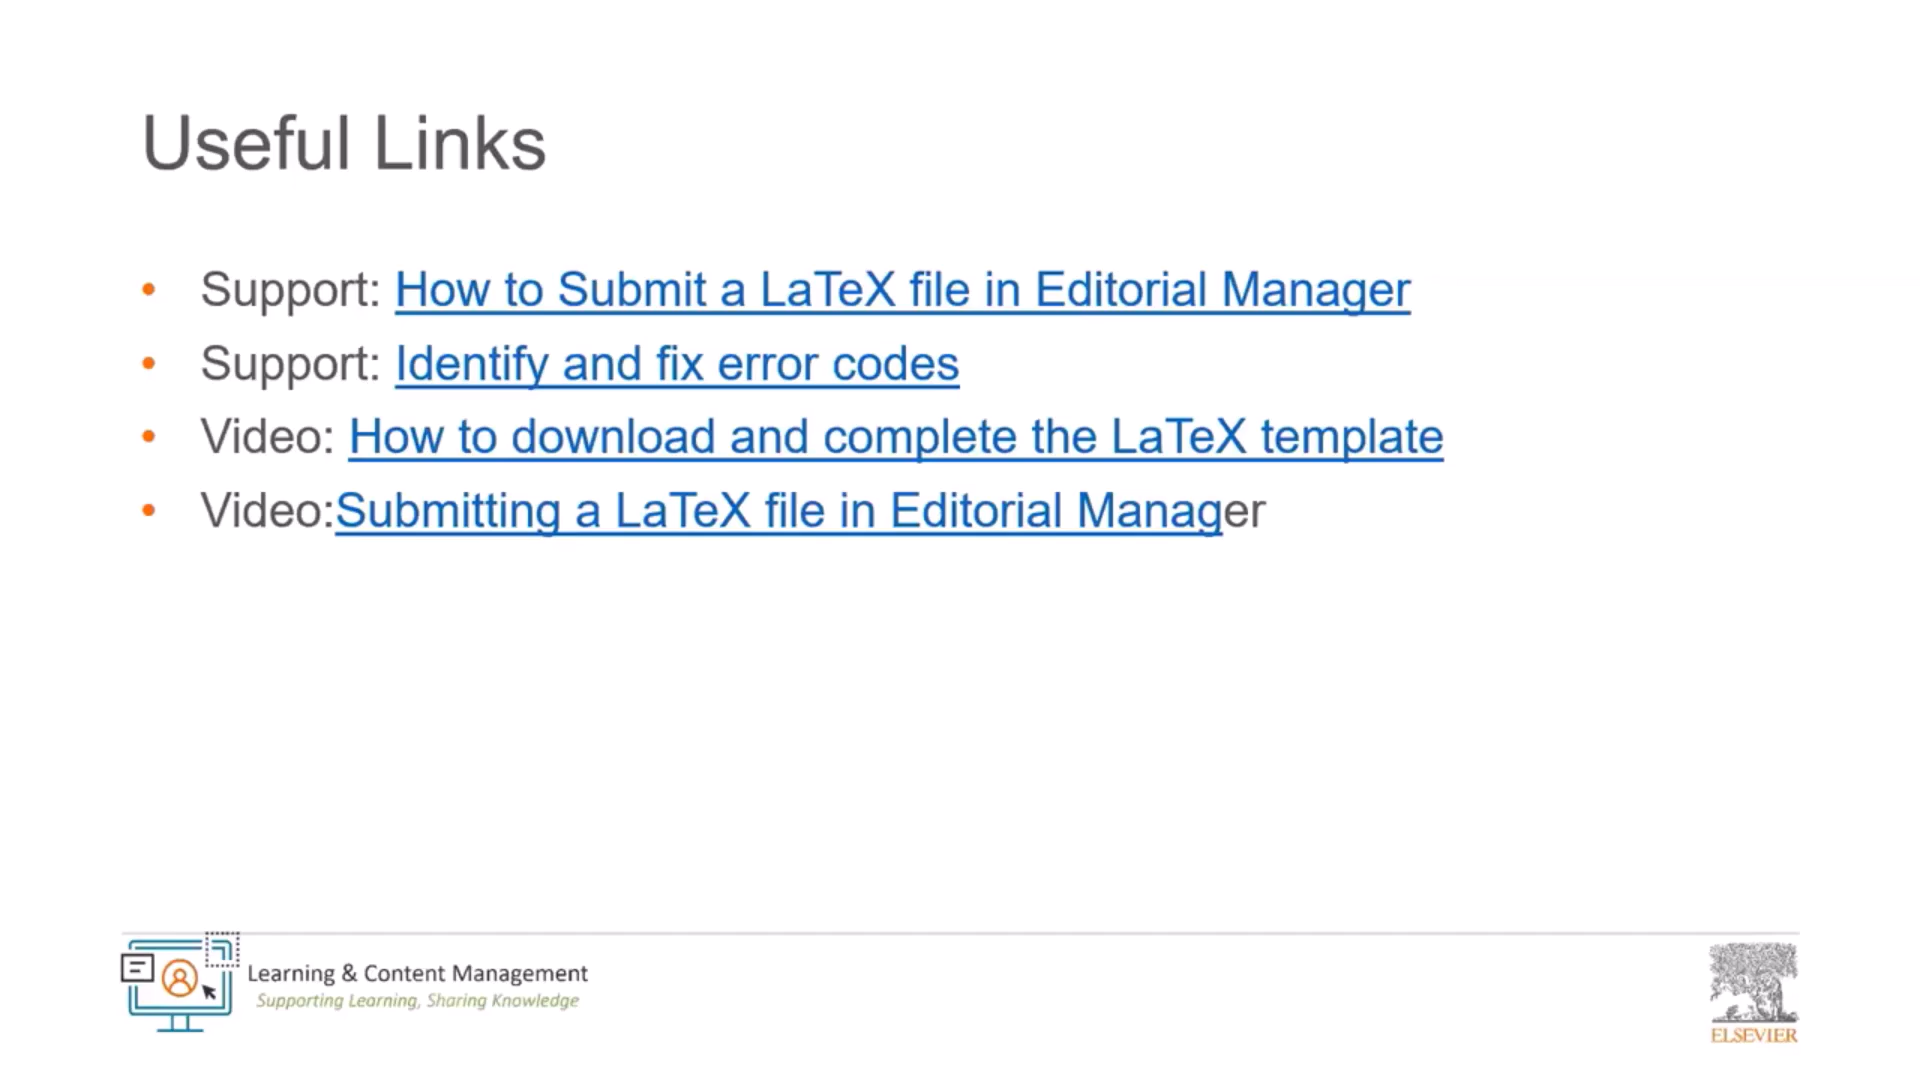 Useful Links
• Support: How to Submit a LaTeX file in Editorial Manager
• Support: Identify and fix error codes
• Video: How to download and complete the LaTeX template
• Video:Submitting a LaTeX file in Editorial Manager
Learning & Content Management
Supporting Learning, Sharing Knowledge
ELSEVIER